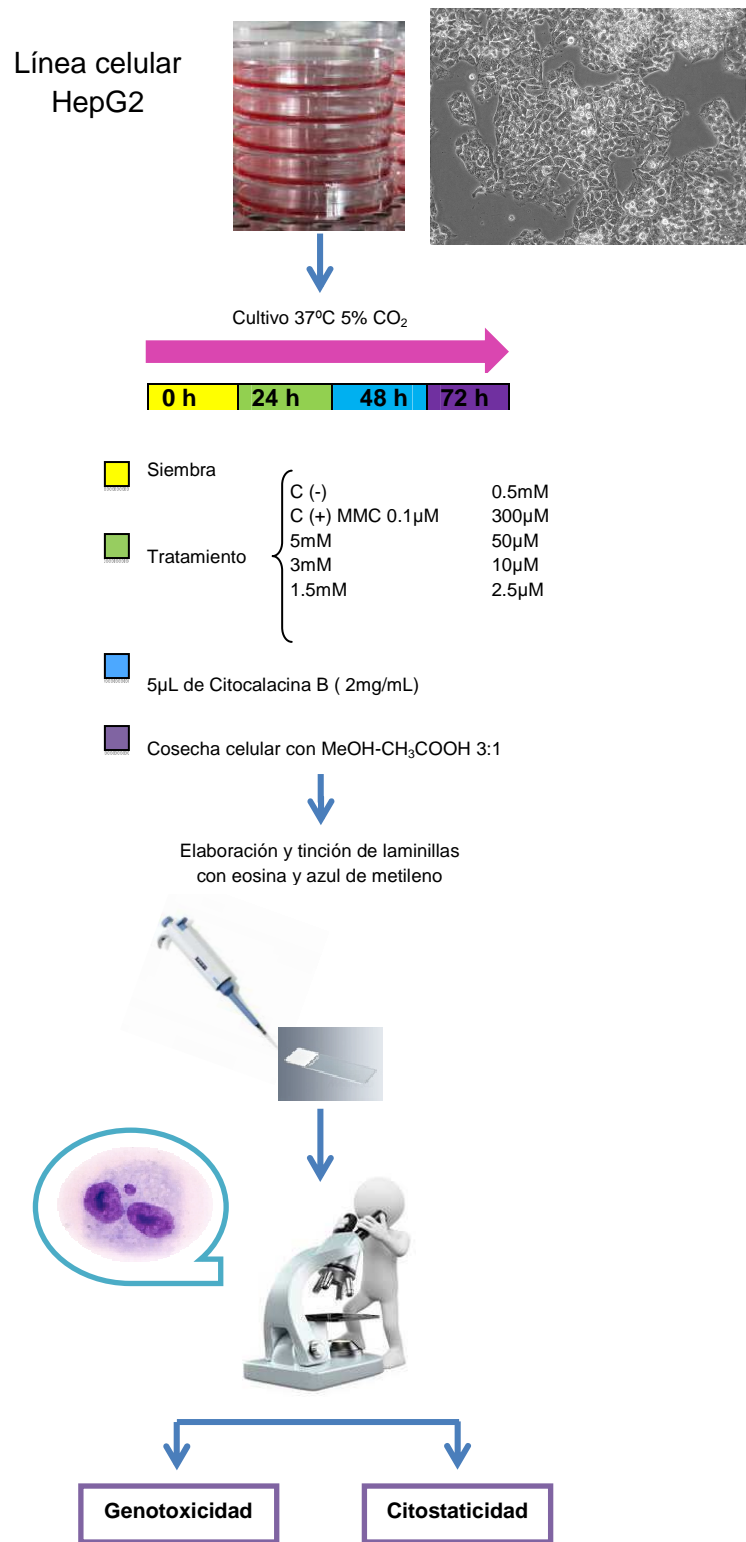 Línea celular
HepG2
Cultivo 37ºC 5% CO₂
0 h 24 h 48 h 72 h
Siembra
Tratamiento
C (-) 0.5mM
C (+) MMC 0.1µM 300µM
5mM 50µM
3mM 10µM
1.5mM 2.5µM
5µL de Citocalacina B ( 2mg/mL)
Cosecha celular con MeOH-CH₃COOH 3:1
Elaboración y tinción de laminillas
con eosina y azul de metileno
Genotoxicidad Citostaticidad